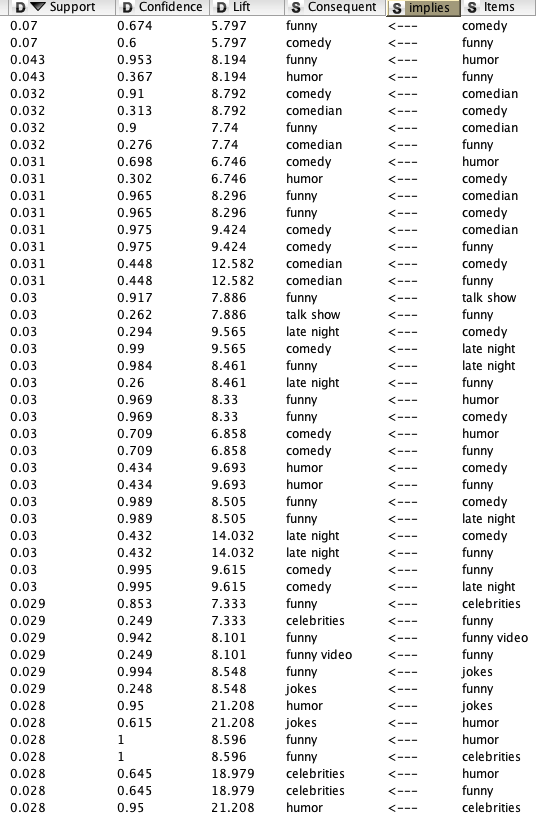 D Support D Confidence D Lift S Consequent S implies S Items
0.07 0.674 5.797 funny <--- comedy
0.07 0.6 5.797 comedy <--- funny
0.043 0.953 8.194 funny <--- humor
0.043 0.367 8.194 humor <--- funny
0.032 0.91 8.792 comedy <--- comedian
0.032 0.313 8.792 comedian <--- comedy
0.032 0.9 7.74 funny <--- comedian
0.032 0.276 7.74 comedian <--- funny
0.031 0.698 6.746 comedy <--- humor
0.031 0.302 6.746 humor <--- comedy
0.031 0.965 8.296 funny <--- comedian
0.031 0.965 8.296 funny <--- comedy
0.031 0.975 9.424 comedy <--- comedian
0.031 0.975 9.424 comedy <--- funny
0.031 0.448 12.582 comedian <--- comedy
0.031 0.448 12.582 comedian <--- funny
0.03 0.917 7.886 funny <--- talk show
0.03 0.262 7.886 talk show <--- funny
0.03 0.294 9.565 late night <--- comedy
0.03 0.99 9.565 comedy <--- late night
0.03 0.984 8.461 funny <--- late night
0.03 0.26 8.461 late night <--- funny
0.03 0.969 8.33 funny <--- humor
0.03 0.969 8.33 funny <--- comedy
0.03 0.709 6.858 comedy <--- humor
0.03 0.709 6.858 comedy <--- funny
0.03 0.434 9.693 humor <--- comedy
0.03 0.434 9.693 humor <--- funny
0.03 0.989 8.505 funny <--- comedy
0.03 0.989 8.505 funny <--- late night
0.03 0.432 14.032 late night <--- comedy
0.03 0.432 14.032 late night <--- funny
0.03 0.995 9.615 comedy <--- funny
0.03 0.995 9.615 comedy <--- late night
0.029 0.853 7.333 funny <--- celebrities
0.029 0.249 7.333 celebrities <--- funny
0.029 0.942 8.101 funny <--- funny video
0.029 0.249 8.101 funny video <--- funny
0.029 0.994 8.548 funny <--- jokes
0.029 0.248 8.548 jokes <--- funny
0.028 0.95 21.208 humor <--- jokes
0.028 0.615 21.208 jokes <--- humor
0.028 1 8.596 funny <--- humor
0.028 1 8.596 funny <--- celebrities
0.028 0.645 18.979 celebrities <--- humor
0.028 0.645 18.979 celebrities <--- funny
0.028 0.95 21.208 humor <--- celebrities